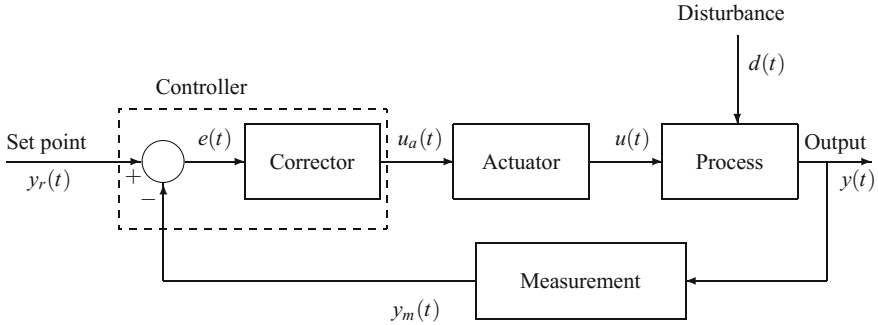 Disturbance
d(t)
Controller
Set point
y_r(t)
+
−
e(t)
Corrector
u_a(t)
Actuator
u(t)
Process
Output
y(t)
Measurement
y_m(t)